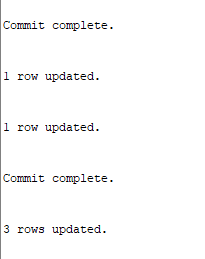 Commit complete.
1 row updated.
1 row updated.
Commit complete.
3 rows updated.